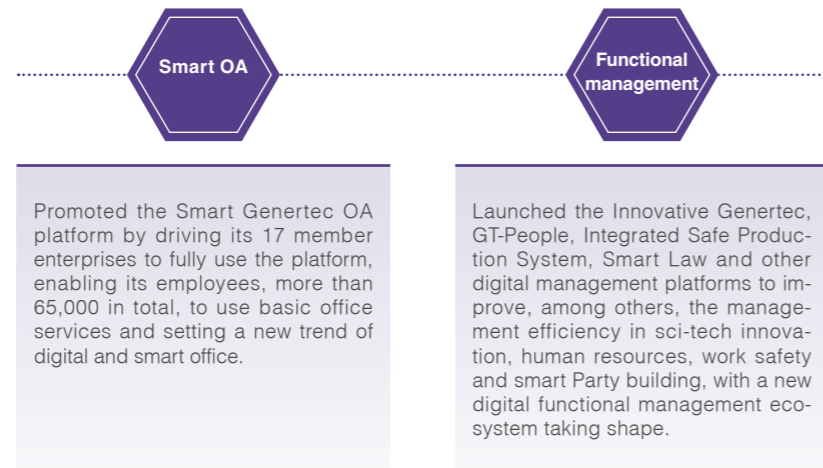 Smart OA
Promoted the Smart Genertec OA
platform by driving its 17 member
enterprises to fully use the platform,
enabling its employees, more than
65,000 in total, to use basic office
services and setting a new trend of
digital and smart office.
Functional
management
Launched the Innovative Genertec,
GT-People, Integrated Safe Produc-
tion System, Smart Law and other
digital management platforms to im-
prove, among others, the manage-
ment efficiency in sci-tech innova-
tion, human resources, work safety
and smart Party building, with a new
digital functional management eco-
system taking shape.